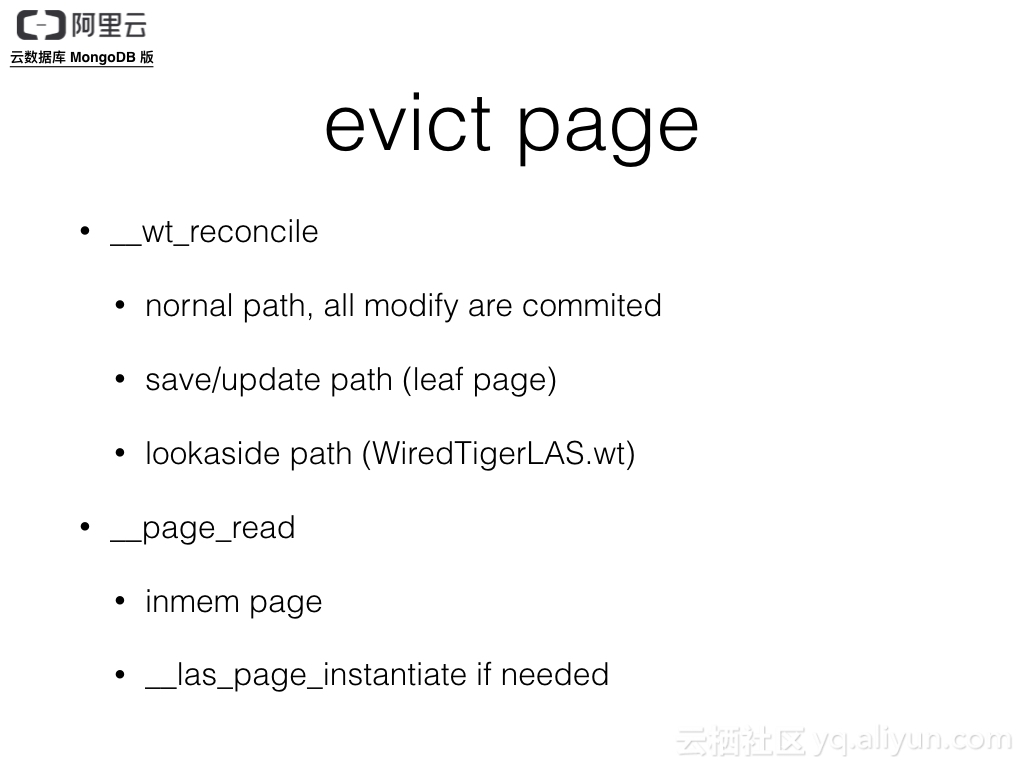 阿里云
云数据库 MongoDB 版
evict page
• __wt_reconcile
• nornal path, all modify are commited
• save/update path (leaf page)
• lookaside path (WiredTigerLAS.wt)
• __page_read
• inmem page
• __las_page_instantiate if needed
云栖社区 yq.aliyun.com